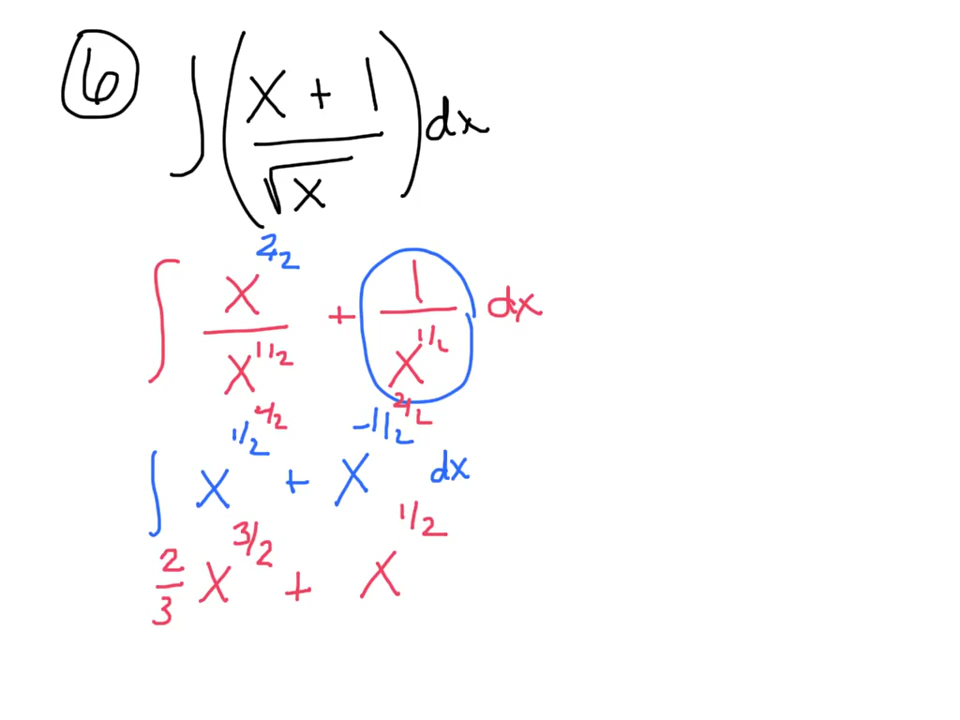 6 ∫ ( (x + 1) / √x ) dx
∫ x^(2/2) / x^(1/2) + 1 / x^(1/2) dx
∫ x^(1/2 2/2) + x^(-1/2 2/2) dx
2/3 x^(3/2) + x^(1/2)